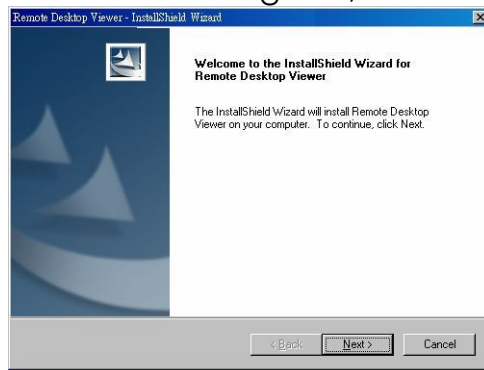 Remote Desktop Viewer - InstallShield Wizard
Welcome to the InstallShield Wizard for
Remote Desktop Viewer
The InstallShield Wizard will install Remote Desktop
Viewer on your computer. To continue, click Next.
< Back
Next >
Cancel